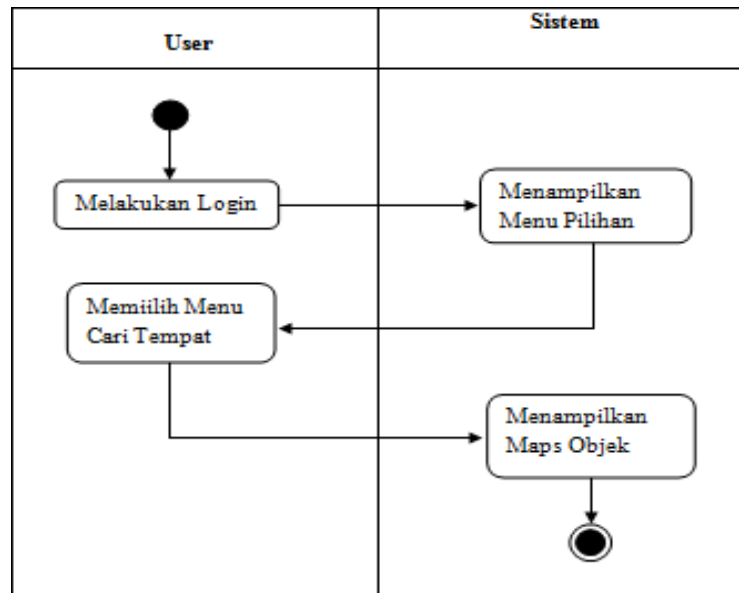 User
Sistem
Melakukan Login
Menampilkan
Menu Pilihan
Memiilih Menu
Cari Tempat
Menampilkan
Maps Objek